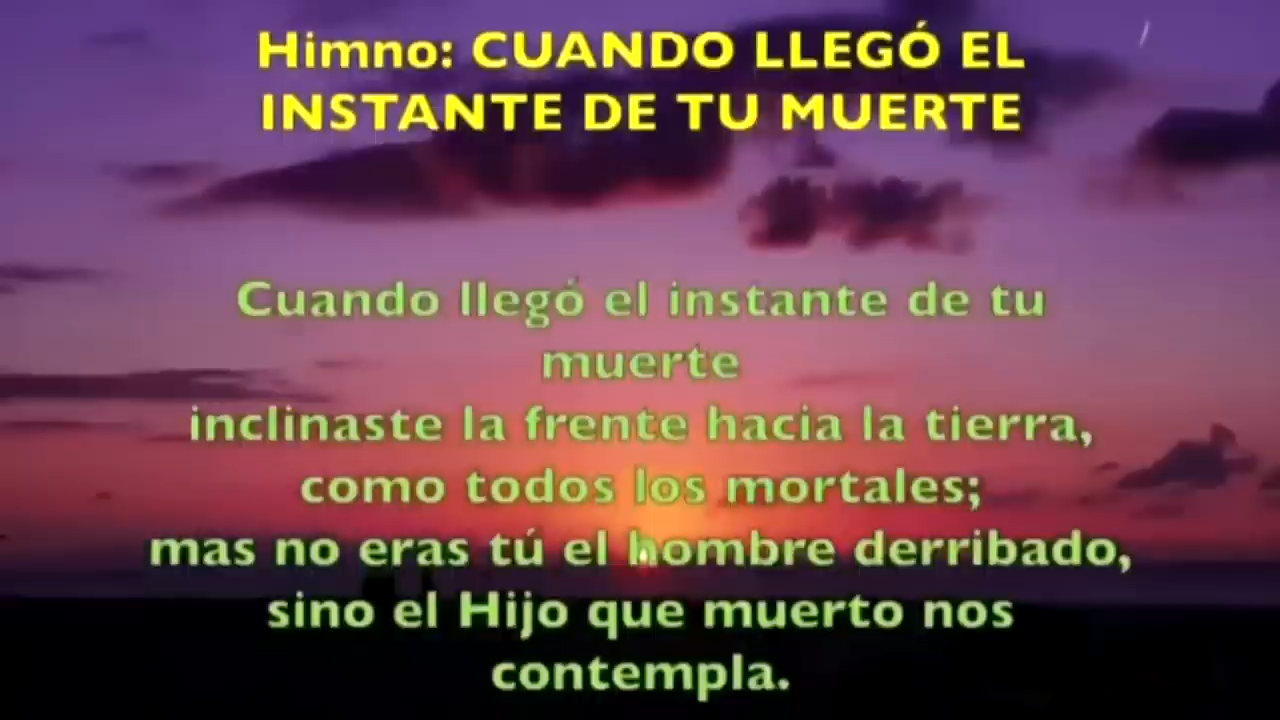 Himno: CUANDO LLEGÓ EL
INSTANTE DE TU MUERTE
Cuando llegó el instante de tu
muerte
inclinaste la frente hacia la tierra,
como todos los mortales;
mas no eras tú el hombre derribado,
sino el Hijo que muerto nos
contempla.